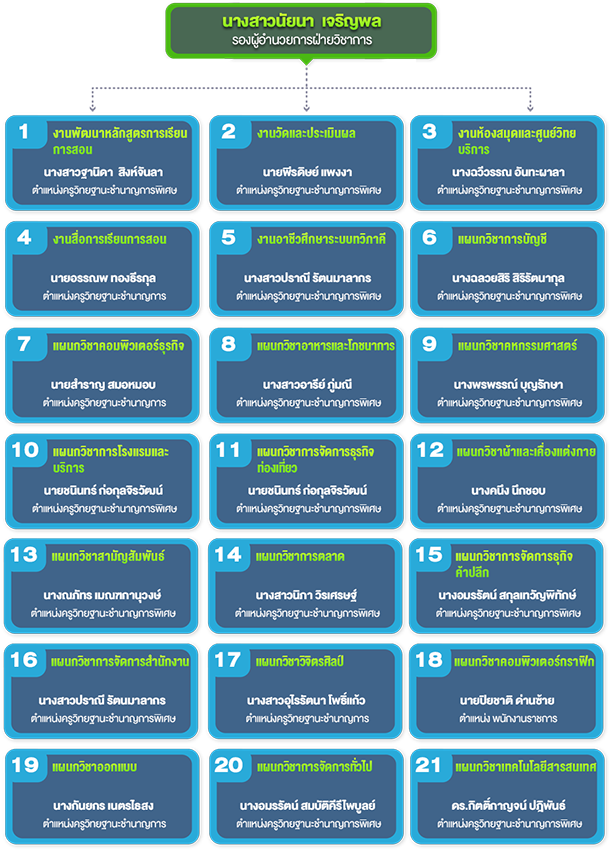 นางสาวนัยนา เจริญพล
รองผู้อำนวยการฝ่ายวิชาการ
1
งานพัฒนาหลักสูตรการเรียน
การสอน
นางสาวฐานิดา สิงห์จันลา
ตำแหน่งครูวิทยฐานะชำนาญการพิเศษ
2
งานวัดและประเมินผล
นายพีรดิษย์ แพงงา
ตำแหน่งครูวิทยฐานะชำนาญการพิเศษ
3
งานห้องสมุดและศูนย์วิทย
บริการ
นางฉวีวรรณ อันทะผาลา
ตำแหน่งครูวิทยฐานะชำนาญการพิเศษ
4
งานสื่อการเรียนการสอน
นายอรรณพ ทองธีรกุล
ตำแหน่งครูวิทยฐานะชำนาญการ
5
งานอาชีวศึกษาระบบทวิภาคี
นางสาวปราณี รัตนมาลากร
ตำแหน่งครูวิทยฐานะชำนาญการพิเศษ
6
แผนกวิชาการบัญชี
นางฉลวยสิริ สิริรัตนากุล
ตำแหน่งครูวิทยฐานะชำนาญการพิเศษ
7
แผนกวิชาคอมพิวเตอร์ธุรกิจ
นายสำราญ สมอหมอบ
ตำแหน่งครูวิทยฐานะชำนาญการ
8
แผนกวิชาอาหารและโภชนาการ
นางสาวอารีย์ ภู่มณี
ตำแหน่งครูวิทยฐานะชำนาญการพิเศษ
9
แผนกวิชาคหกรรมศาสตร์
นางพรพรรณ์ บุญรักษา
ตำแหน่งครูวิทยฐานะชำนาญการพิเศษ
10
แผนกวิชาการโรงแรมและ
บริการ
นายชนินทร์ ก่อกุลจิรวัฒน์
ตำแหน่งครูวิทยฐานะชำนาญการพิเศษ
11
แผนกวิชาการจัดการธุรกิจ
ท่องเที่ยว
นายชนินทร์ ก่อกุลจิรวัฒน์
ตำแหน่งครูวิทยฐานะชำนาญการพิเศษ
12
แผนกวิชาผ้าและเคื่องแต่งกาย
นางคนึง นึกชอบ
ตำแหน่งครูวิทยฐานะชำนาญการพิเศษ
13
แผนกวิชาสามัญสัมพันธ์
นางณภัทร เมณฑกานุวงษ์
ตำแหน่งครูวิทยฐานะชำนาญการพิเศษ
14
แผนกวิชาการตลาด
นางสาวนิภา วิรเศรษฐ์
ตำแหน่งครูวิทยฐานะชำนาญการพิเศษ
15
แผนกวิชาการจัดการธุกิจ
ค้าปลีก
นางอมรรัตน์ สกุลเทวัญพิทักษ์
ตำแหน่งครูวิทยฐานะชำนาญการพิเศษ
16
แผนกวิชาการจัดการสำนักงาน
นางสาวปราณี รัตนมาลากร
ตำแหน่งครูวิทยฐานะชำนาญการพิเศษ
17
แผนกวิชาวิจิตรศิลป์
นางสาวอุไรรัตนา โพธิ์แก้ว
ตำแหน่งครูวิทยฐานะชำนาญการ
18
แผนกวิชาคอมพิวเตอร์กราฟิก
นายปิยชาติ ด่านซ้าย
ตำแหน่ง พนักงานราชการ
19
แผนกวิชาออกแบบ
นางกันยกร เนตรไธสง
ตำแหน่งครูวิทยฐานะชำนาญการ
20
แผนกวิชาการจัดการทั่วไป
นางอมรรัตน์ สมบัติคีรีไพบูลย์
ตำแหน่งครูวิทยฐานะชำนาญการพิเศษ
21
แผนกวิชาเทคโนโลยีสารสนเทศ
ดร.กิตติ์กาญจน์ ปฏิพันธ์
ตำแหน่งครูวิทยฐานะชำนาญการ